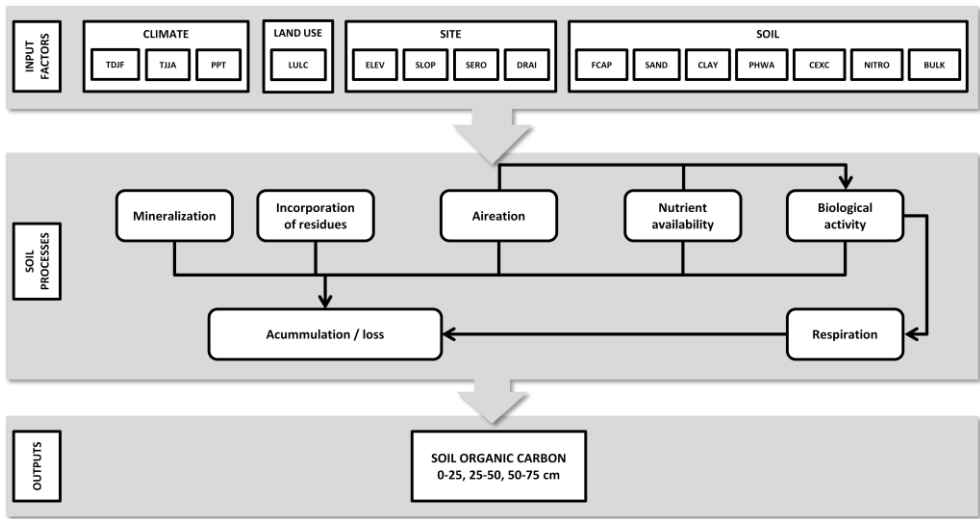 INPUT
FACTORS
CLIMATE
TDJF
TJJA
PPT
LAND USE
LULC
SITE
ELEV
SLOP
SERO
DRAI
SOIL
FCAP
SAND
CLAY
PHWA
CEXC
NITRO
BULK
SOIL
PROCESSES
Mineralization
Incorporation
of residues
Aireation
Nutrient
availability
Biological
activity
Acummulation / loss
Respiration
OUTPUTS
SOIL ORGANIC CARBON
0-25, 25-50, 50-75 cm